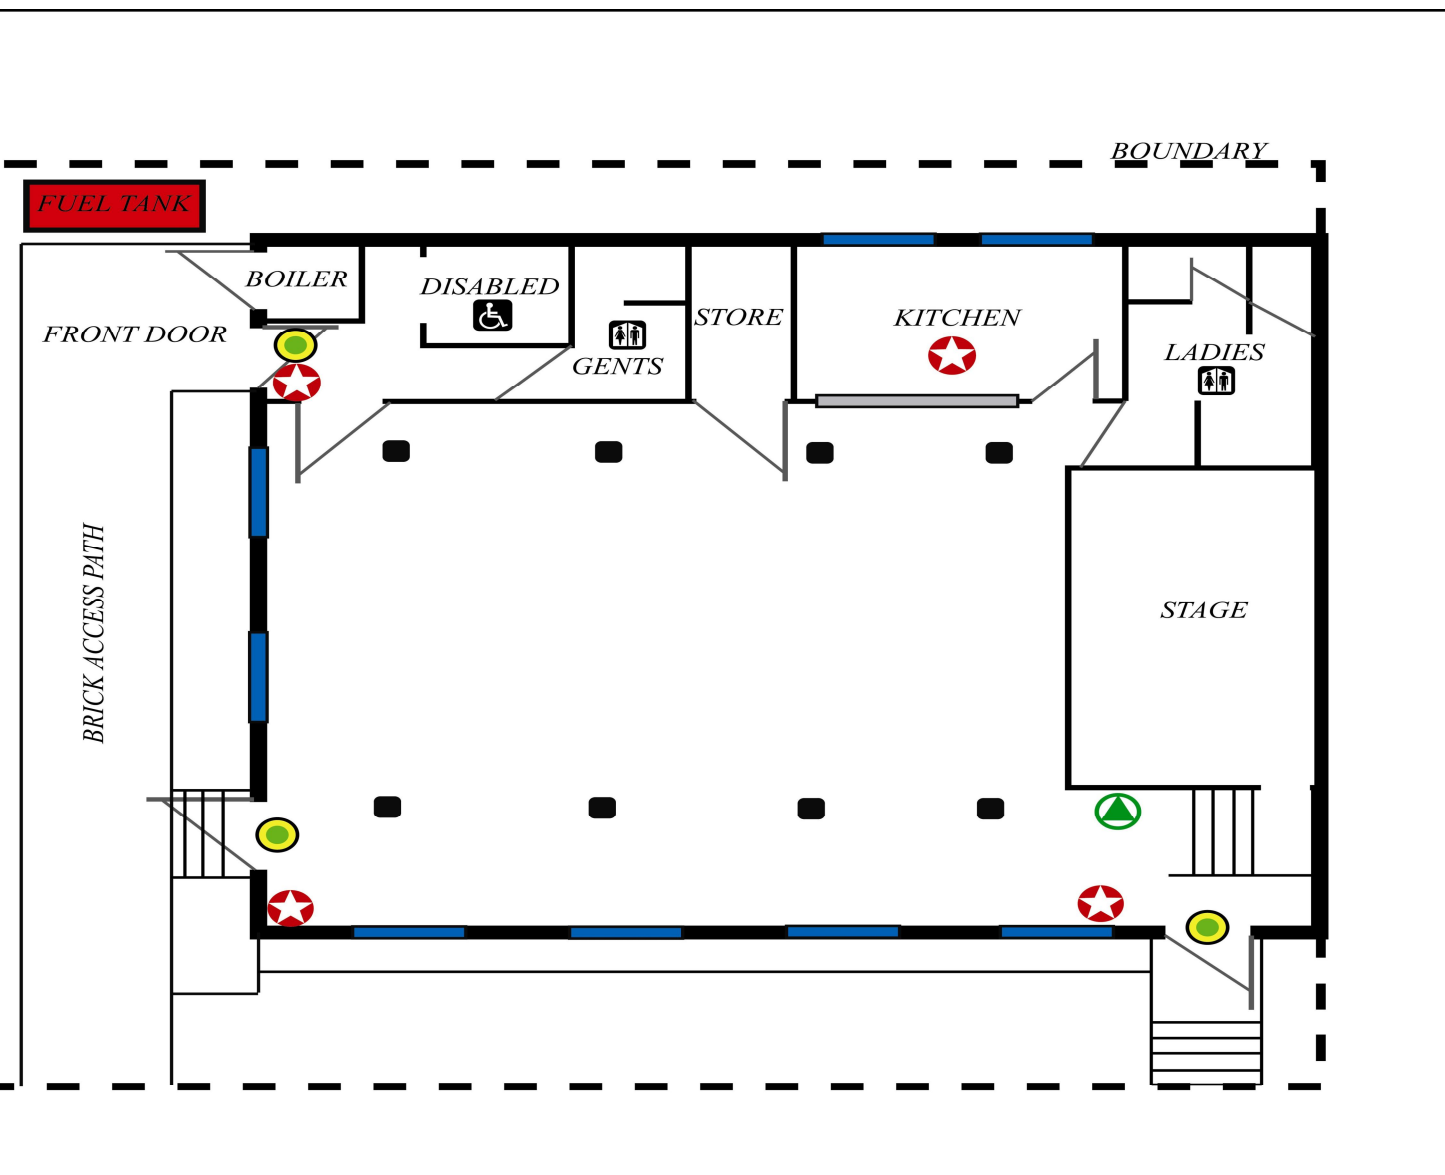 BOUNDARY
FUEL TANK
BOILER
DISABLED
FRONT DOOR
STORE
KITCHEN
GENTS
LADIES
STAGE
BRICK ACCESS PATH